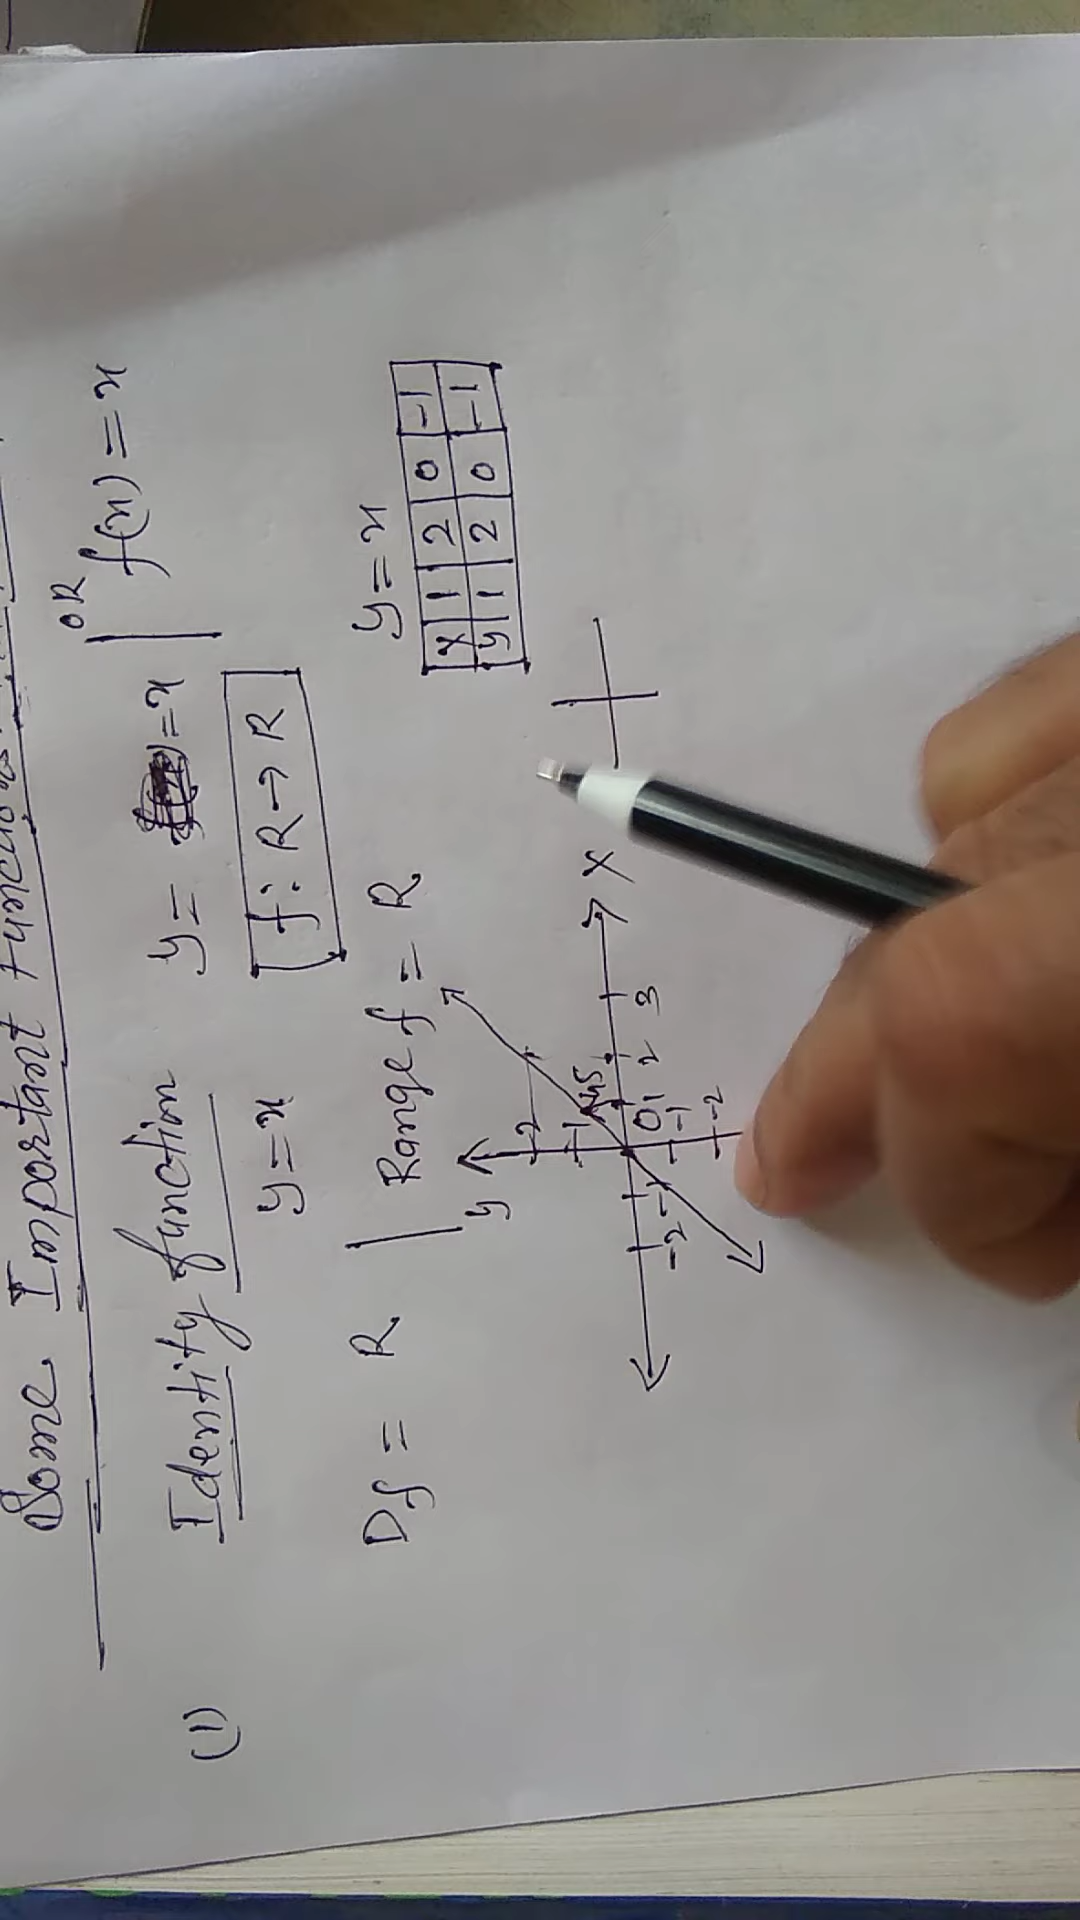 Some Important Functions
(1) Identity function y = = x | OR f(x) = x
y = x f : R → R
Df = R | Range f = R y = x
x 1 2 0 -1
y 1 2 0 -1
y
2
1
45
-2 -1 0 1 2 3 X
-1
-2